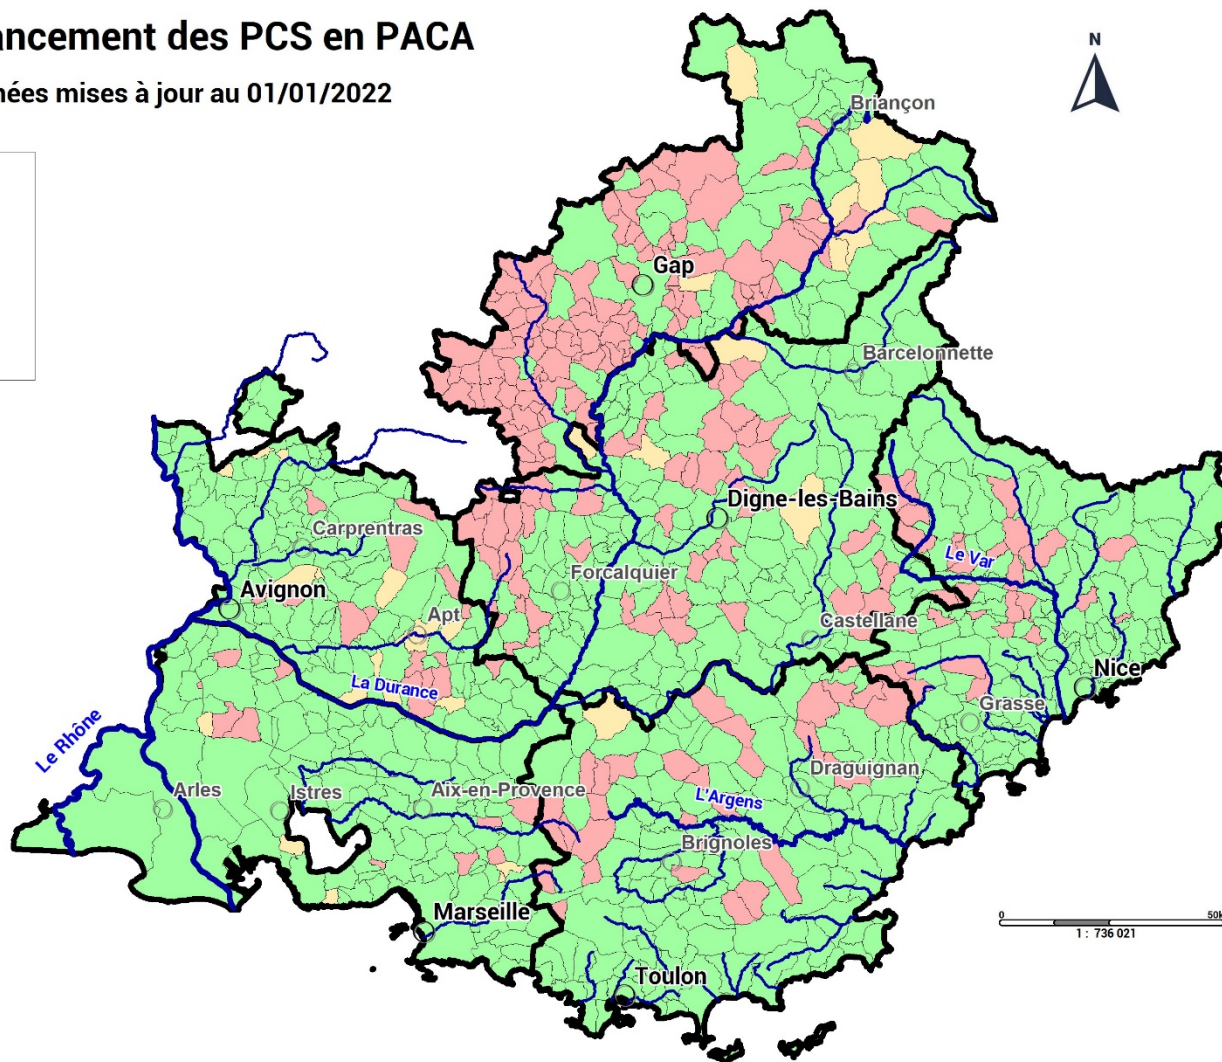 ancement des PCS en PACA
nées mises à jour au 01/01/2022
N
Briançon
Gap
Barcelonnette
Digne-les-Bains
Carprentras
Le Var
Forcalquier
Avignon
Apt
Castellane
Nice
La Durance
Grasse
Le Rhône
Draguignan
Arles
Istres
Aix-en-Provence
L'Argens
Brignoles
Marseille
0
50k
1 : 736 021
Toulon